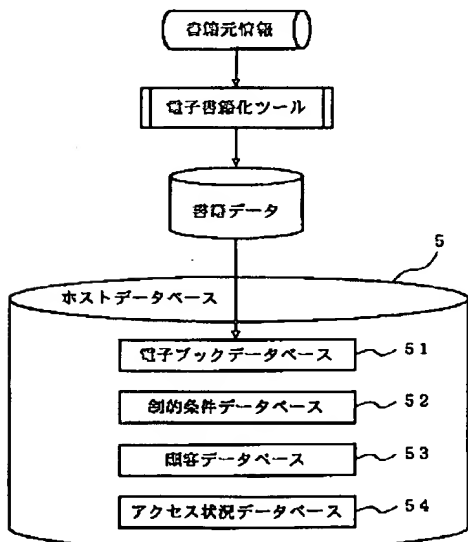 書籍元情報
電子書籍化ツール
書籍データ
5
ホストデータベース
電子ブックデータベース
51
制約条件データベース
52
顧客データベース
53
アクセス状況データベース
54